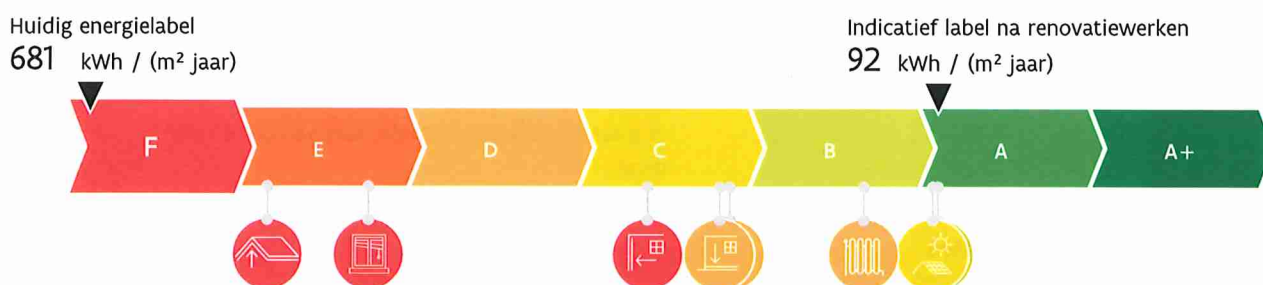 Huidig energielabel
681 kWh / (m² jaar)
Indicatief label na renovatiewerken
92 kWh / (m² jaar)
F E D C B A A+